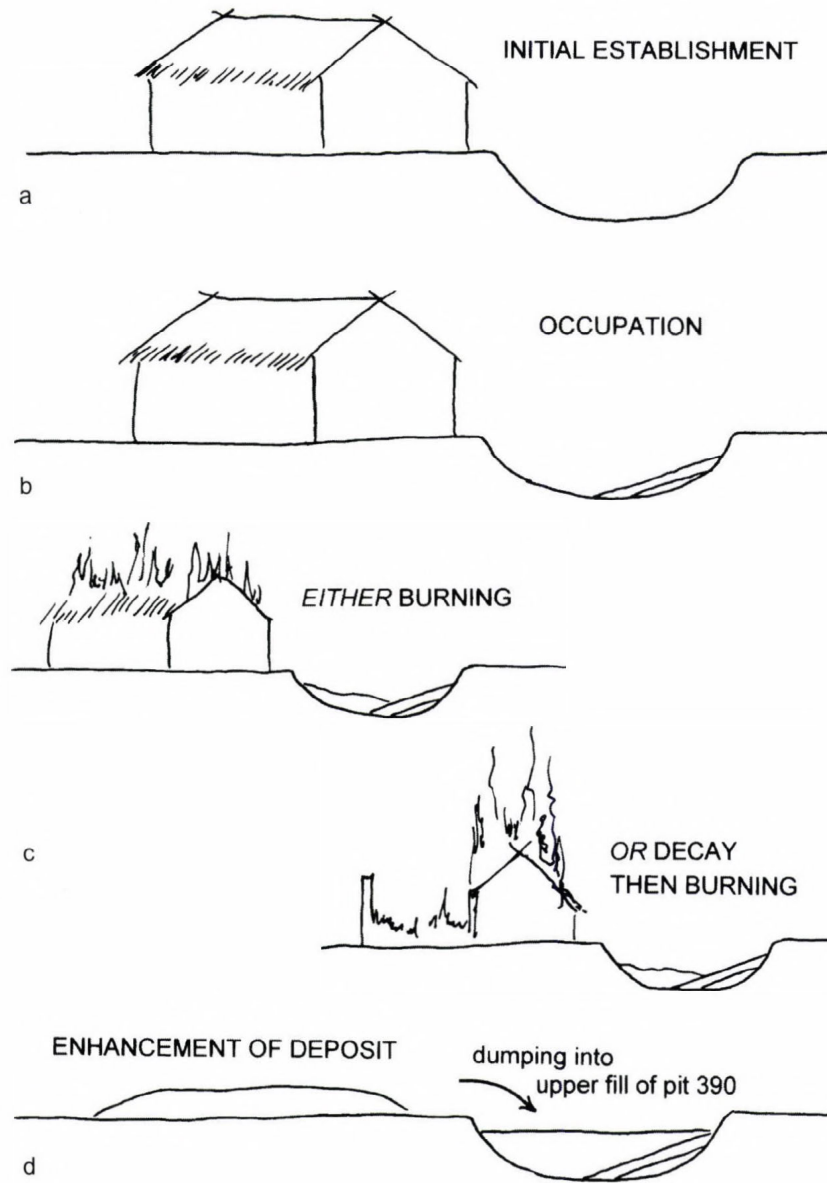 INITIAL ESTABLISHMENT
a
OCCUPATION
b
EITHER BURNING
c
OR DECAY
THEN BURNING
ENHANCEMENT OF DEPOSIT
dumping into
upper fill of pit 390
d